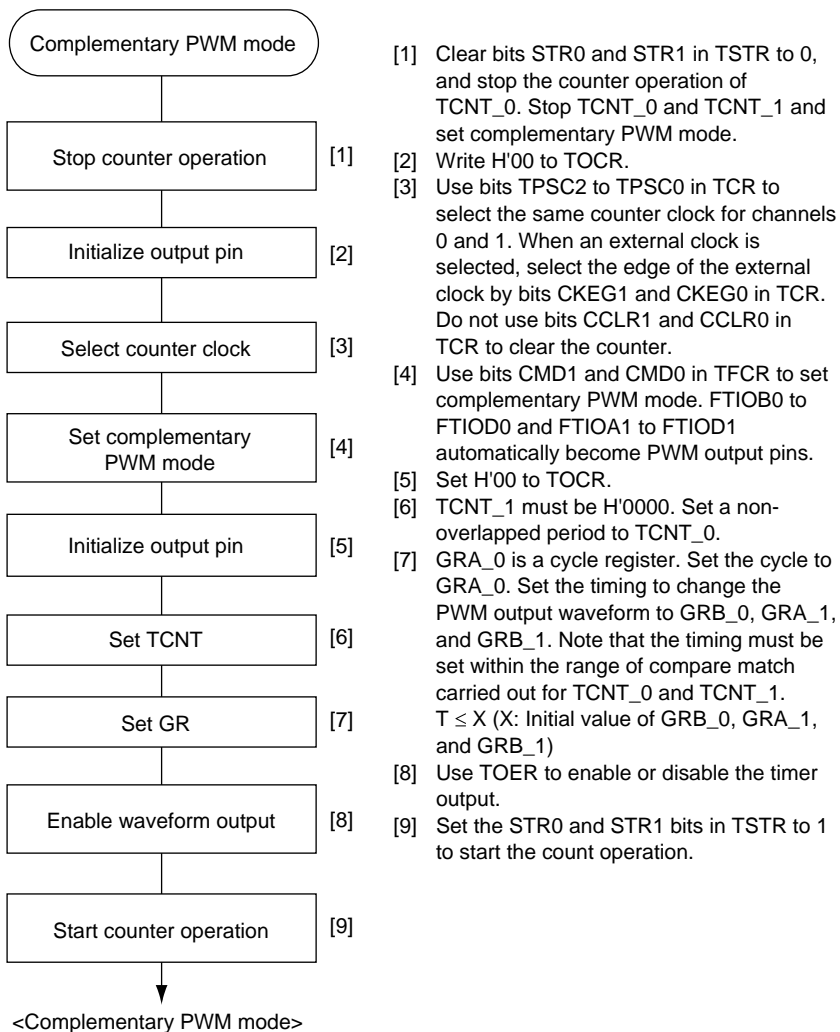 Complementary PWM mode
Stop counter operation [1]
Initialize output pin [2]
Select counter clock [3]
Set complementary
PWM mode [4]
Initialize output pin [5]
Set TCNT [6]
Set GR [7]
Enable waveform output [8]
Start counter operation [9]
<Complementary PWM mode>
[1] Clear bits STR0 and STR1 in TSTR to 0,
and stop the counter operation of
TCNT_0. Stop TCNT_0 and TCNT_1 and
set complementary PWM mode.
[2] Write H'00 to TOCR.
[3] Use bits TPSC2 to TPSC0 in TCR to
select the same counter clock for channels
0 and 1. When an external clock is
selected, select the edge of the external
clock by bits CKEG1 and CKEG0 in TCR.
Do not use bits CCLR1 and CCLR0 in
TCR to clear the counter.
[4] Use bits CMD1 and CMD0 in TFCR to set
complementary PWM mode. FTIOB0 to
FTIOD0 and FTIOA1 to FTIOD1
automatically become PWM output pins.
[5] Set H'00 to TOCR.
[6] TCNT_1 must be H'0000. Set a non-
overlapped period to TCNT_0.
[7] GRA_0 is a cycle register. Set the cycle to
GRA_0. Set the timing to change the
PWM output waveform to GRB_0, GRA_1,
and GRB_1. Note that the timing must be
set within the range of compare match
carried out for TCNT_0 and TCNT_1.
T ≤ X (X: Initial value of GRB_0, GRA_1,
and GRB_1)
[8] Use TOER to enable or disable the timer
output.
[9] Set the STR0 and STR1 bits in TSTR to 1
to start the count operation.